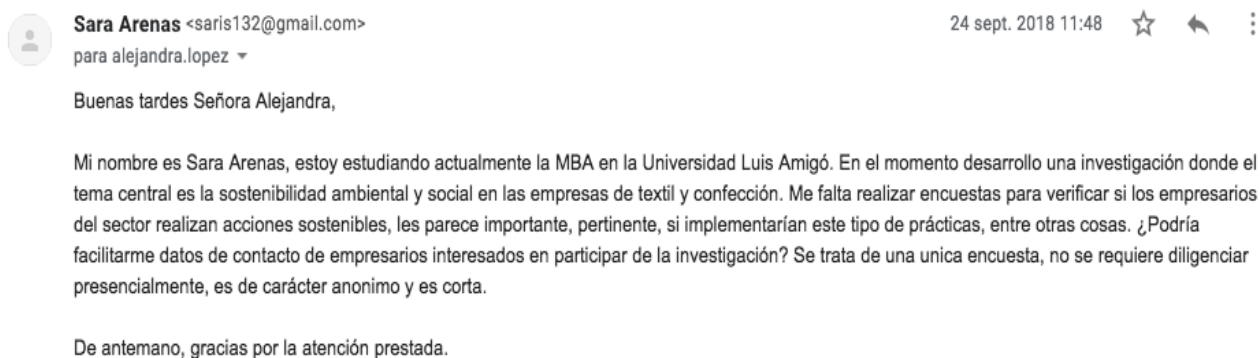 Sara Arenas <saris132@gmail.com> 24 sept. 2018 11:48
para alejandra.lopez
Buenas tardes Señora Alejandra,
Mi nombre es Sara Arenas, estoy estudiando actualmente la MBA en la Universidad Luis Amigó. En el momento desarrollo una investigación donde el
tema central es la sostenibilidad ambiental y social en las empresas de textil y confección. Me falta realizar encuestas para verificar si los empresarios
del sector realizan acciones sostenibles, les parece importante, pertinente, si implementarían este tipo de prácticas, entre otras cosas. ¿Podría
facilitarme datos de contacto de empresarios interesados en participar de la investigación? Se trata de una unica encuesta, no se requiere diligenciar
presencialmente, es de carácter anonimo y es corta.
De antemano, gracias por la atención prestada.